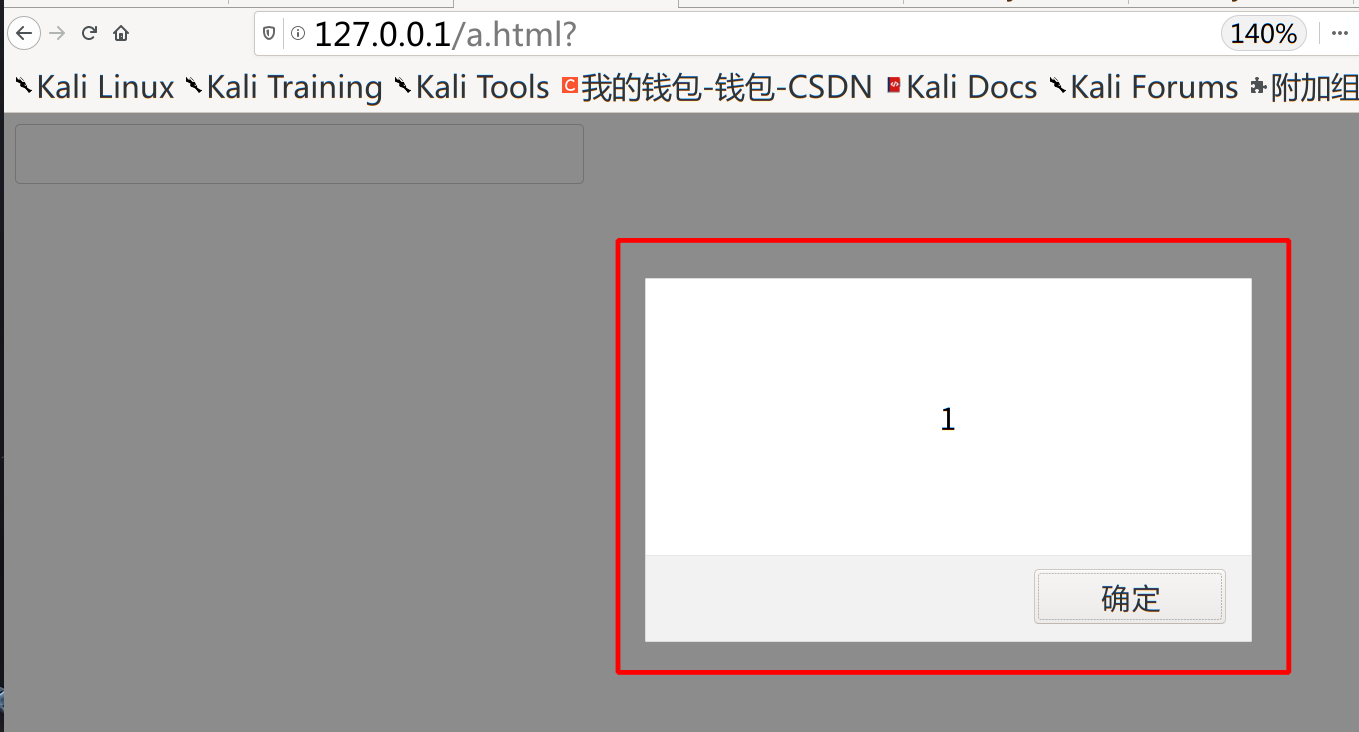 127.0.0.1/a.html?
140%
Kali Linux Kali Training Kali Tools 我的钱包-钱包-CSDN Kali Docs Kali Forums 附加组
1
确定